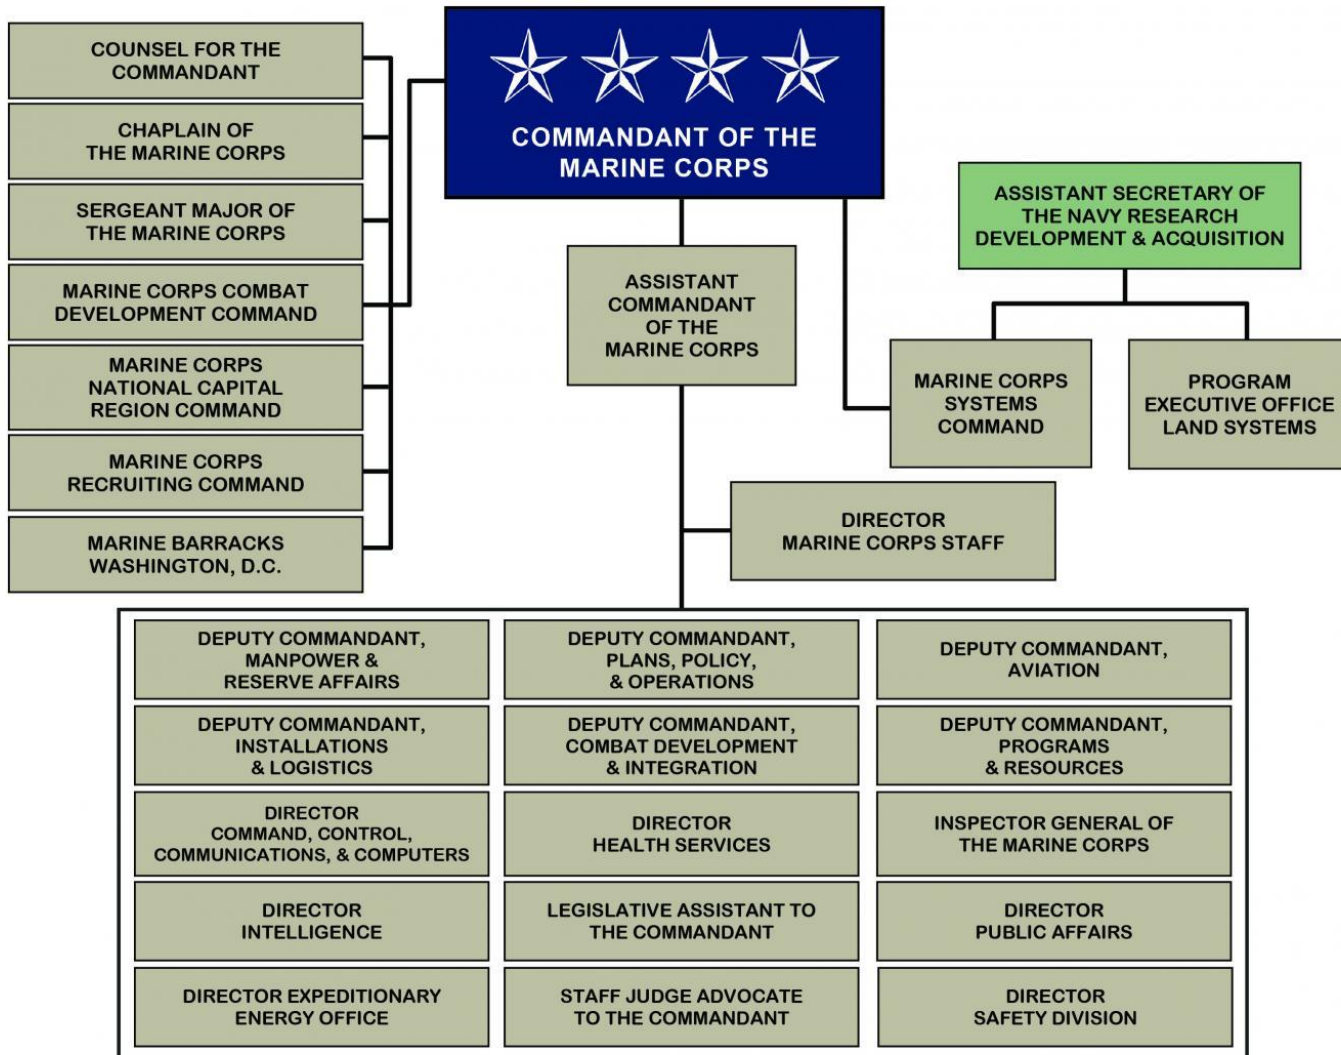 COUNSEL FOR THE
COMMANDANT
CHAPLAIN OF
THE MARINE CORPS
SERGEANT MAJOR OF
THE MARINE CORPS
MARINE CORPS COMBAT
DEVELOPMENT COMMAND
MARINE CORPS
NATIONAL CAPITAL
REGION COMMAND
MARINE CORPS
RECRUITING COMMAND
MARINE BARRACKS
WASHINGTON, D.C.
COMMANDANT OF THE
MARINE CORPS
ASSISTANT
COMMANDANT
OF THE
MARINE CORPS
ASSISTANT SECRETARY OF
THE NAVY RESEARCH
DEVELOPMENT & ACQUISITION
MARINE CORPS
SYSTEMS
COMMAND
PROGRAM
EXECUTIVE OFFICE
LAND SYSTEMS
DIRECTOR
MARINE CORPS STAFF
DEPUTY COMMANDANT,
MANPOWER &
RESERVE AFFAIRS
DEPUTY COMMANDANT,
PLANS, POLICY,
& OPERATIONS
DEPUTY COMMANDANT,
AVIATION
DEPUTY COMMANDANT,
INSTALLATIONS
& LOGISTICS
DEPUTY COMMANDANT,
COMBAT DEVELOPMENT
& INTEGRATION
DEPUTY COMMANDANT,
PROGRAMS
& RESOURCES
DIRECTOR
COMMAND, CONTROL,
COMMUNICATIONS, & COMPUTERS
DIRECTOR
HEALTH SERVICES
INSPECTOR GENERAL OF
THE MARINE CORPS
DIRECTOR
INTELLIGENCE
LEGISLATIVE ASSISTANT TO
THE COMMANDANT
DIRECTOR
PUBLIC AFFAIRS
DIRECTOR EXPEDITIONARY
ENERGY OFFICE
STAFF JUDGE ADVOCATE
TO THE COMMANDANT
DIRECTOR
SAFETY DIVISION